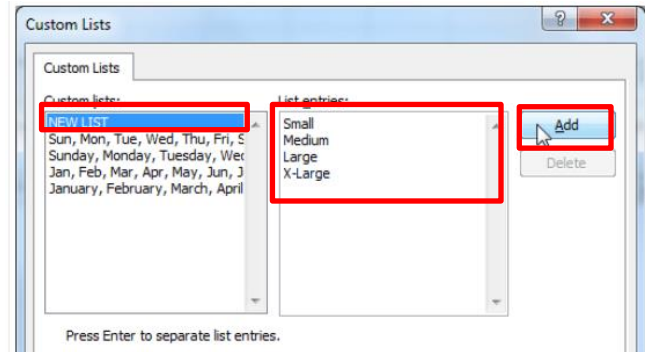 Custom Lists
Custom Lists
Custom lists:
List entries:
NEW LIST
Sun, Mon, Tue, Wed, Thu, Fri, S
Sunday, Monday, Tuesday, Wed
Jan, Feb, Mar, Apr, May, Jun, J
January, February, March, April
Small
Medium
Large
X-Large
Add
Delete
Press Enter to separate list entries.